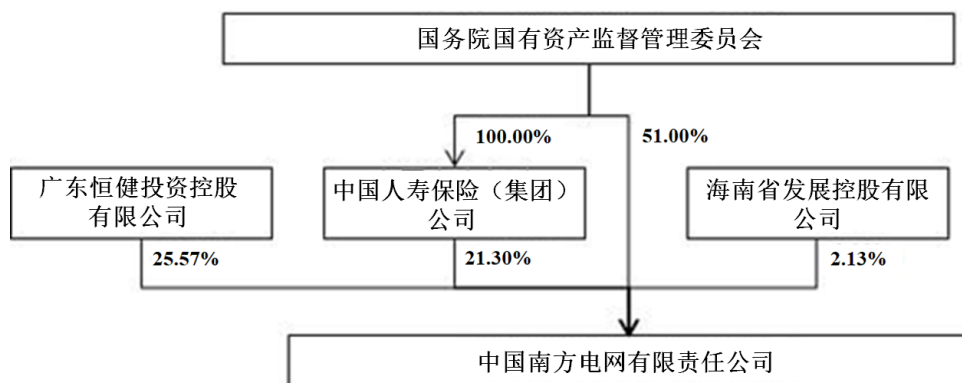 国务院国有资产监督管理委员会
100.00%
51.00%
广东恒健投资控股
有限公司
中国人寿保险（集团）
公司
海南省发展控股有限
公司
25.57%
21.30%
2.13%
中国南方电网有限责任公司